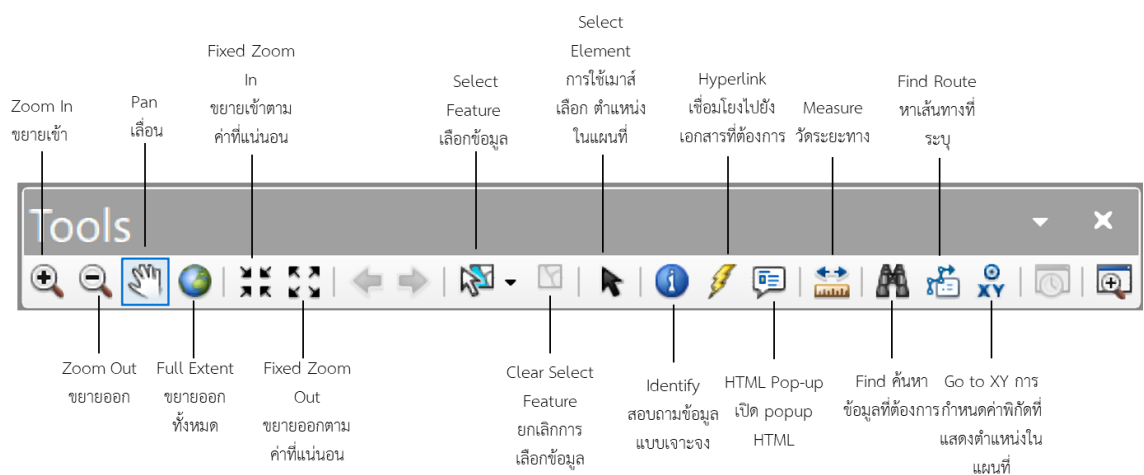 Zoom In
ขยายเข้า
Pan
เลื่อน
Fixed Zoom
In
ขยายเข้าตาม
ค่าที่แน่นอน
Select
Feature
เลือกข้อมูล
Select
Element
การใช้เมาส์
เลือก ตำแหน่ง
ในแผนที่
Hyperlink
เชื่อมโยงไปยัง
เอกสารที่ต้องการ
Measure
วัดระยะทาง
Find Route
หาเส้นทางที่
ระบุ
Tools
XY
Zoom Out
ขยายออก
Full Extent
ขยายออก
ทั้งหมด
Fixed Zoom
Out
ขยายออกตาม
ค่าที่แน่นอน
Clear Select
Feature
ยกเลิกการ
เลือกข้อมูล
Identify
สอบถามข้อมูล
แบบเจาะจง
HTML Pop-up
เปิด popup
HTML
Find ค้นหา
ข้อมูลที่ต้องการ
Go to XY การ
กำหนดค่าพิกัดที่
แสดงตำแหน่งใน
แผนที่